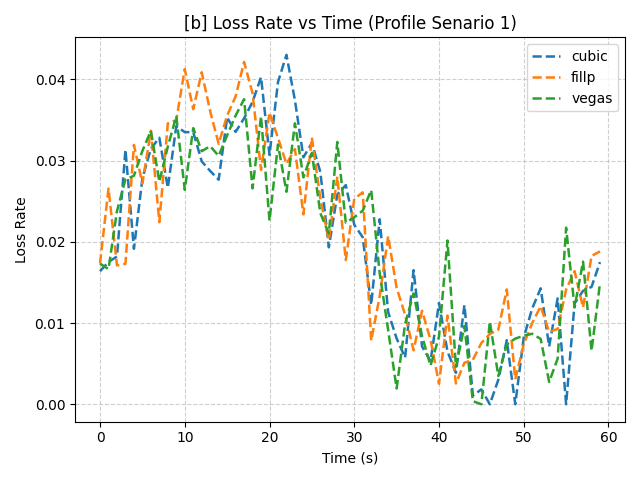 [b] Loss Rate vs Time (Profile Senario 1)
cubic
fillp
vegas
Loss Rate
0.04
0.03
0.02
0.01
0.00
0 10 20 30 40 50 60
Time (s)